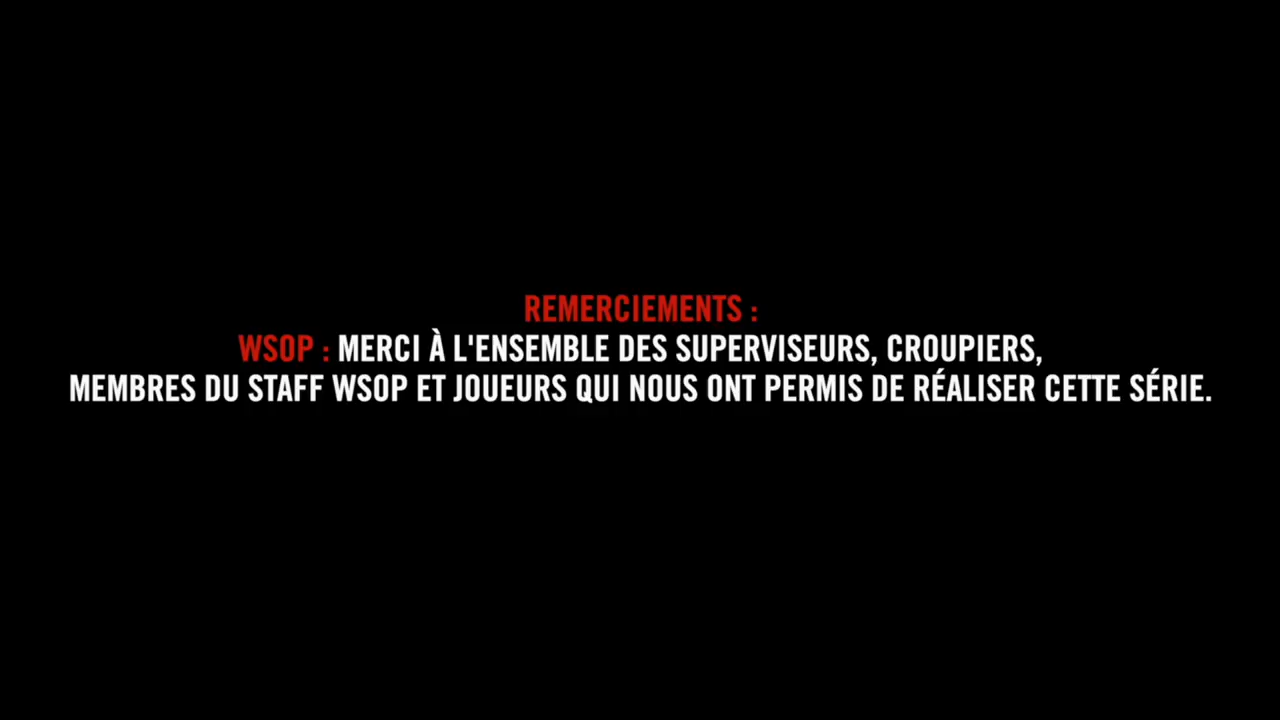 REMERCIEMENTS :
WSOP : MERCI À L'ENSEMBLE DES SUPERVISEURS, CROUPIERS,
MEMBRES DU STAFF WSOP ET JOUEURS QUI NOUS ONT PERMIS DE RÉALISER CETTE SÉRIE.